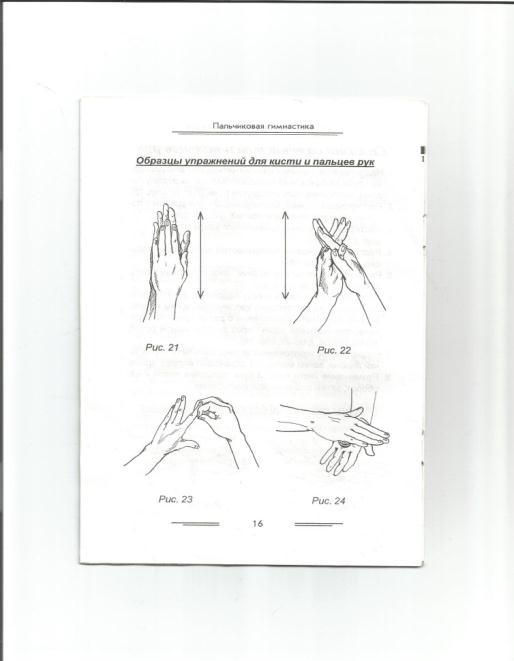 Пальчиковая гимнастика
Образцы упражнений для кисти и пальцев рук
Рис. 21
Рис. 22
Рис. 23
Рис. 24
16